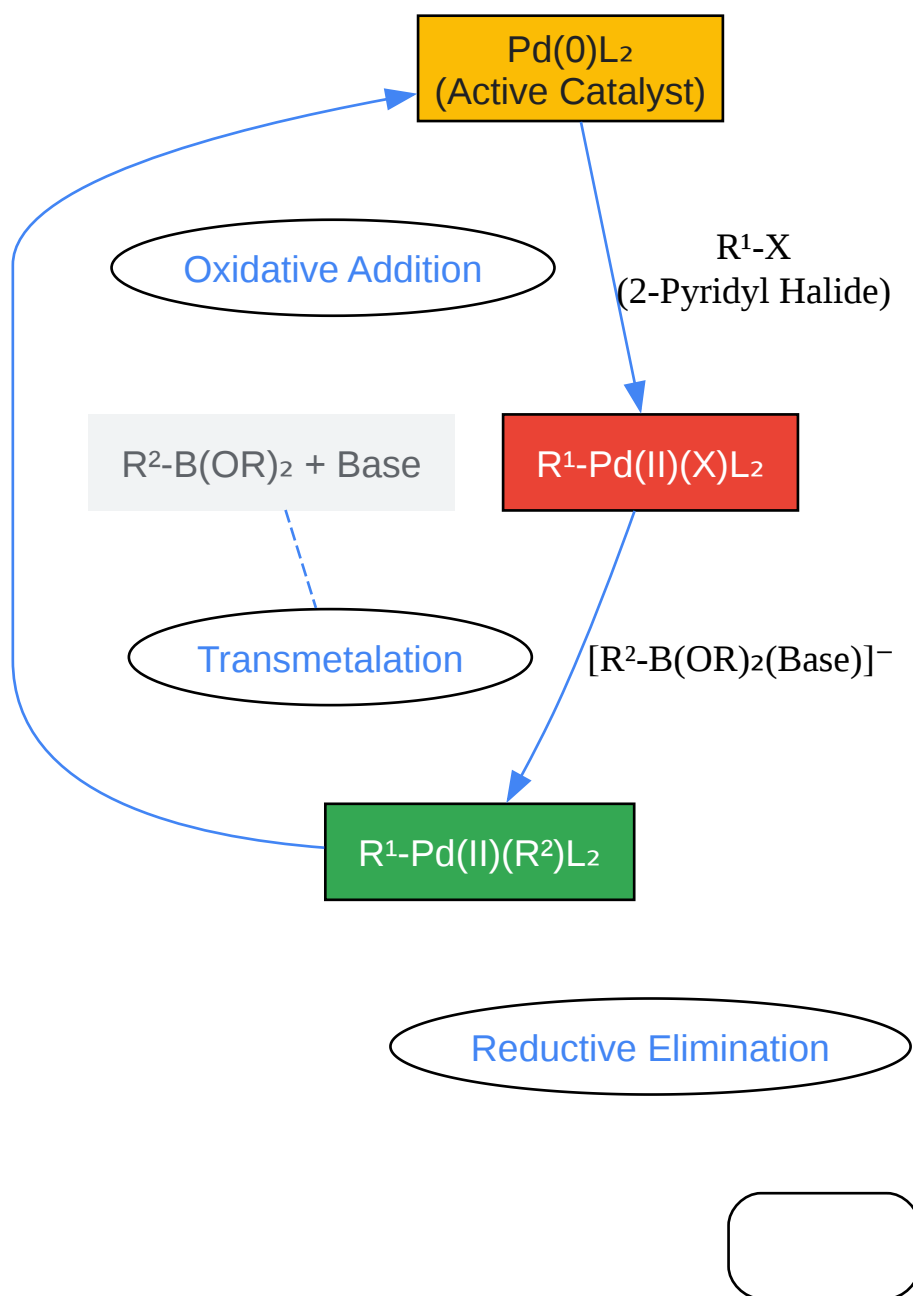 Pd(0)L₂
(Active Catalyst)
Oxidative Addition
R¹-X
(2-Pyridyl Halide)
R²-B(OR)₂ + Base
R¹-Pd(II)(X)L₂
Transmetalation
[R²-B(OR)₂(Base)]⁻
R¹-Pd(II)(R²)L₂
Reductive Elimination